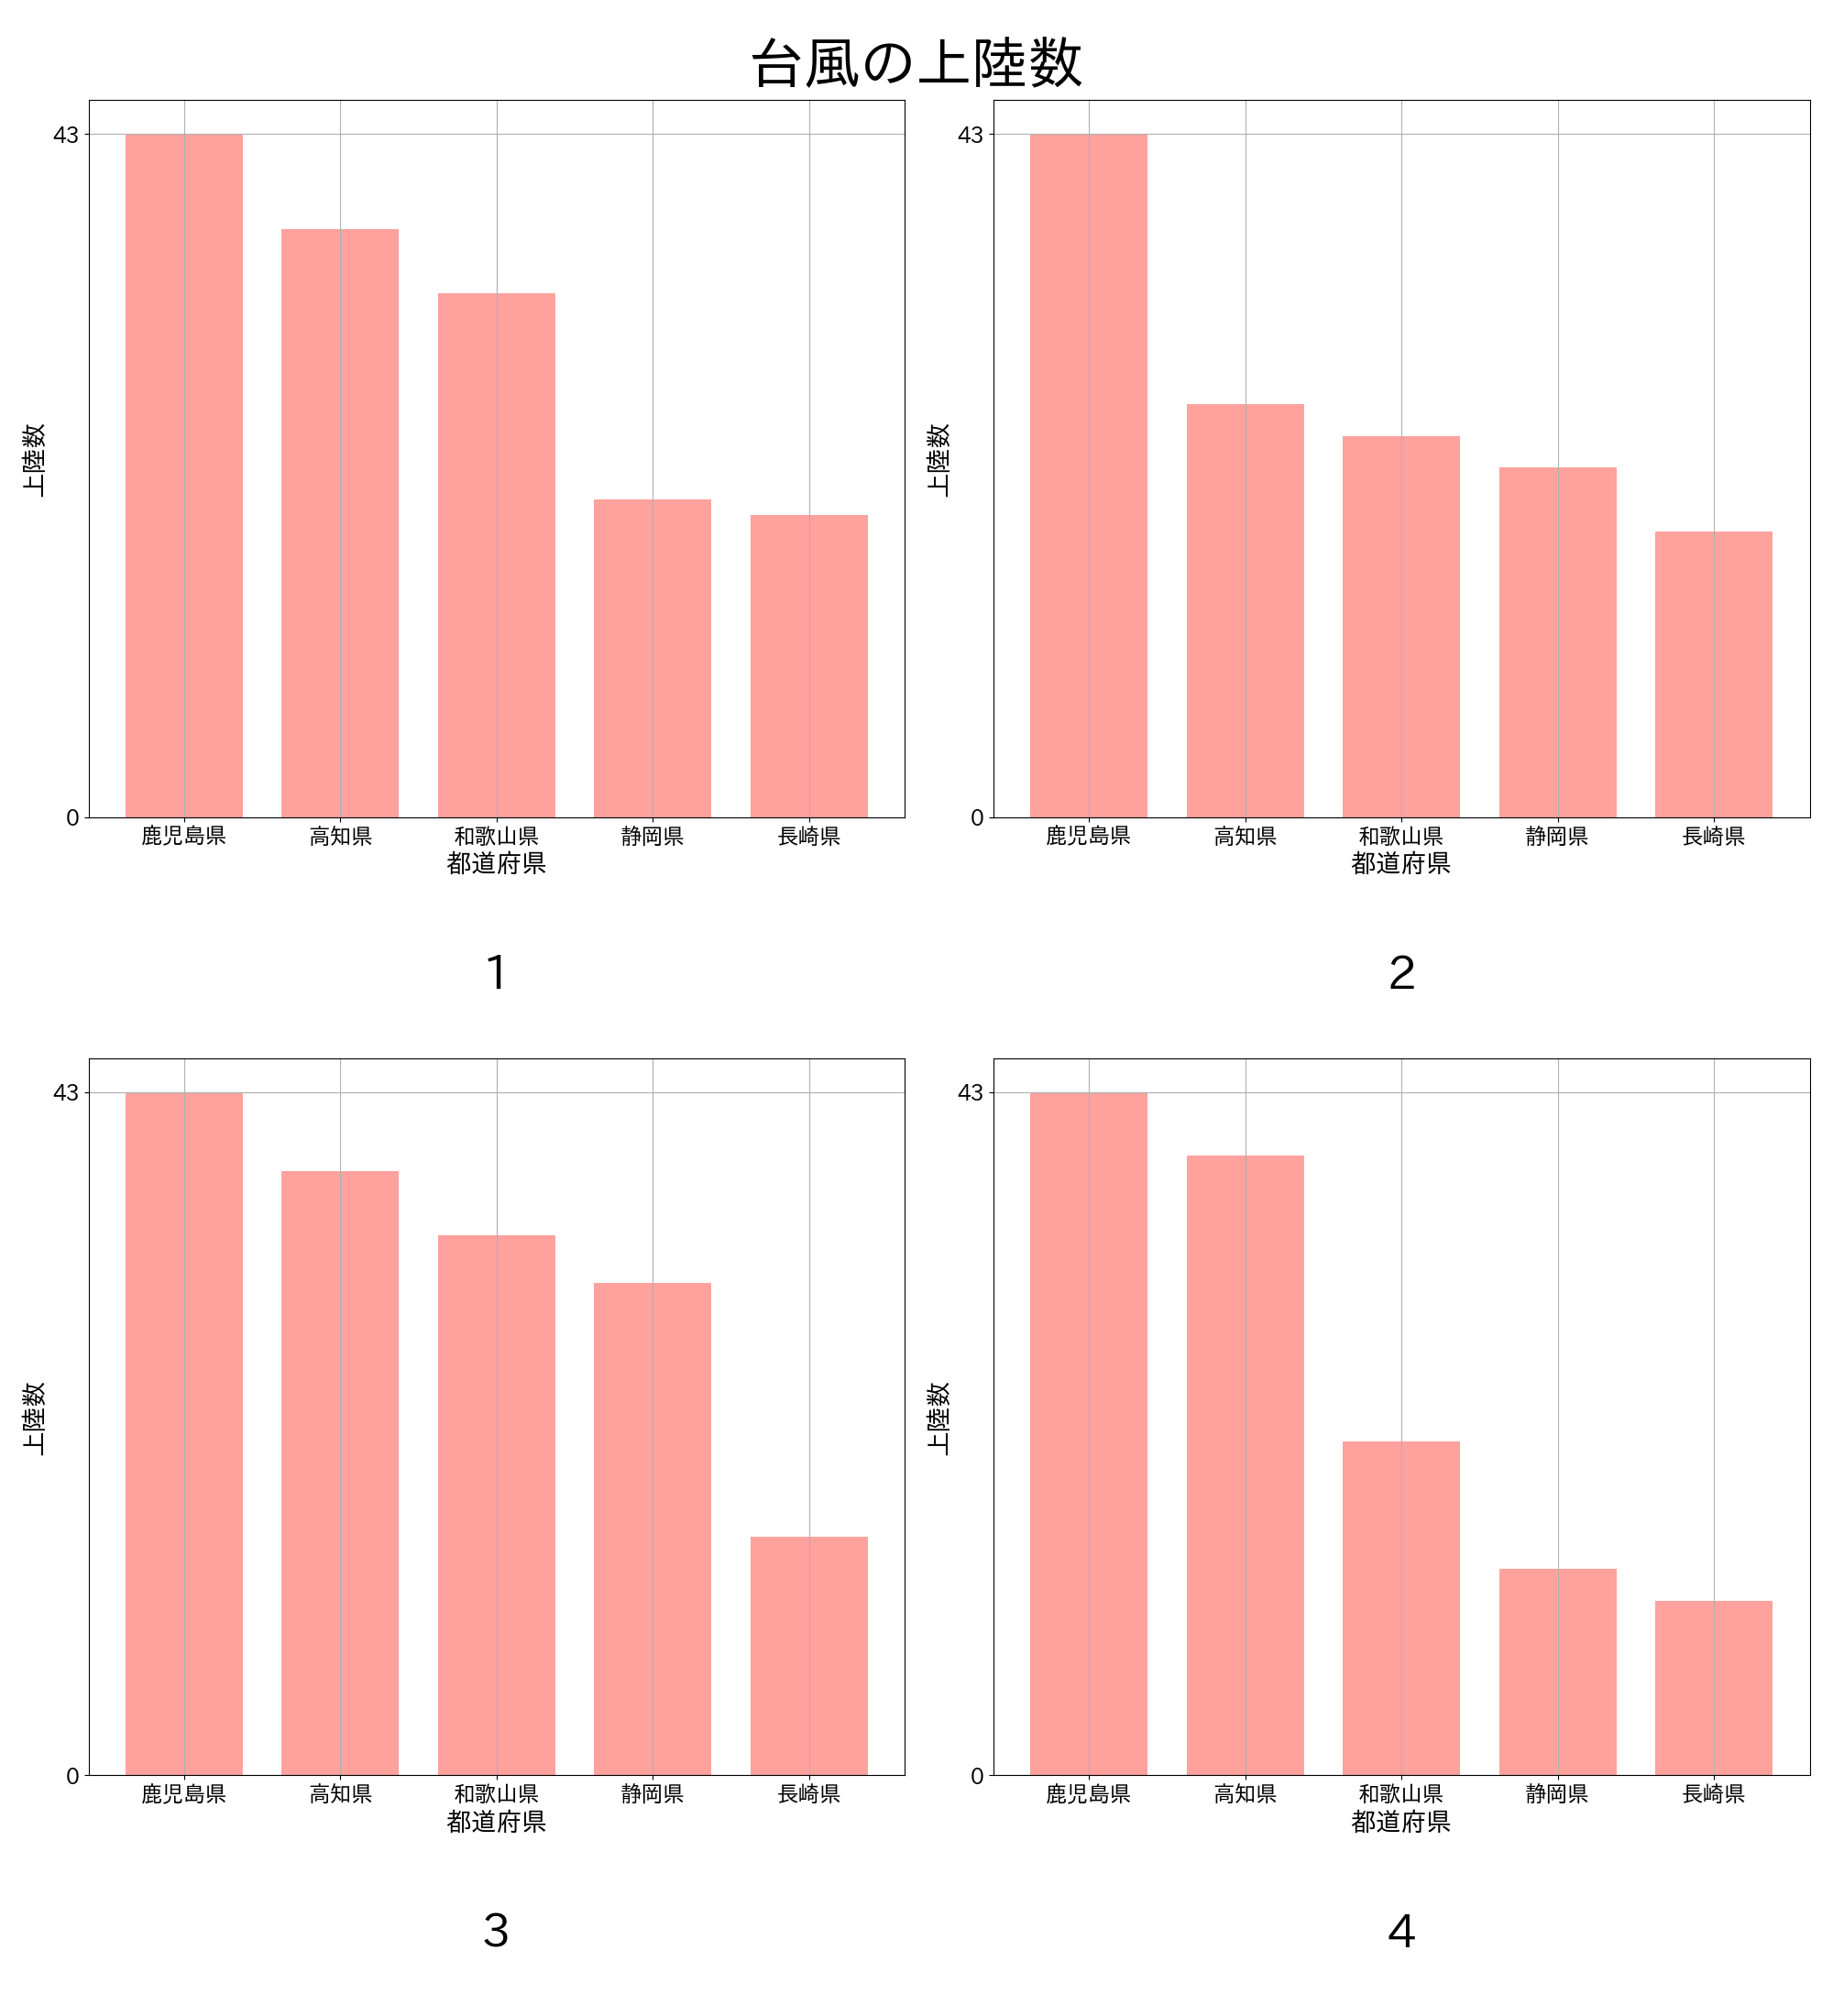 台風の上陸数
43
0
上陸数
鹿児島県 高知県 和歌山県 静岡県 長崎県
都道府県
1
43
0
上陸数
鹿児島県 高知県 和歌山県 静岡県 長崎県
都道府県
2
43
0
上陸数
鹿児島県 高知県 和歌山県 静岡県 長崎県
都道府県
3
43
0
上陸数
鹿児島県 高知県 和歌山県 静岡県 長崎県
都道府県
4